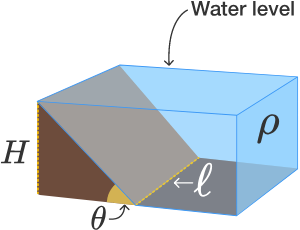 Water level
ρ
H
ℓ
θ